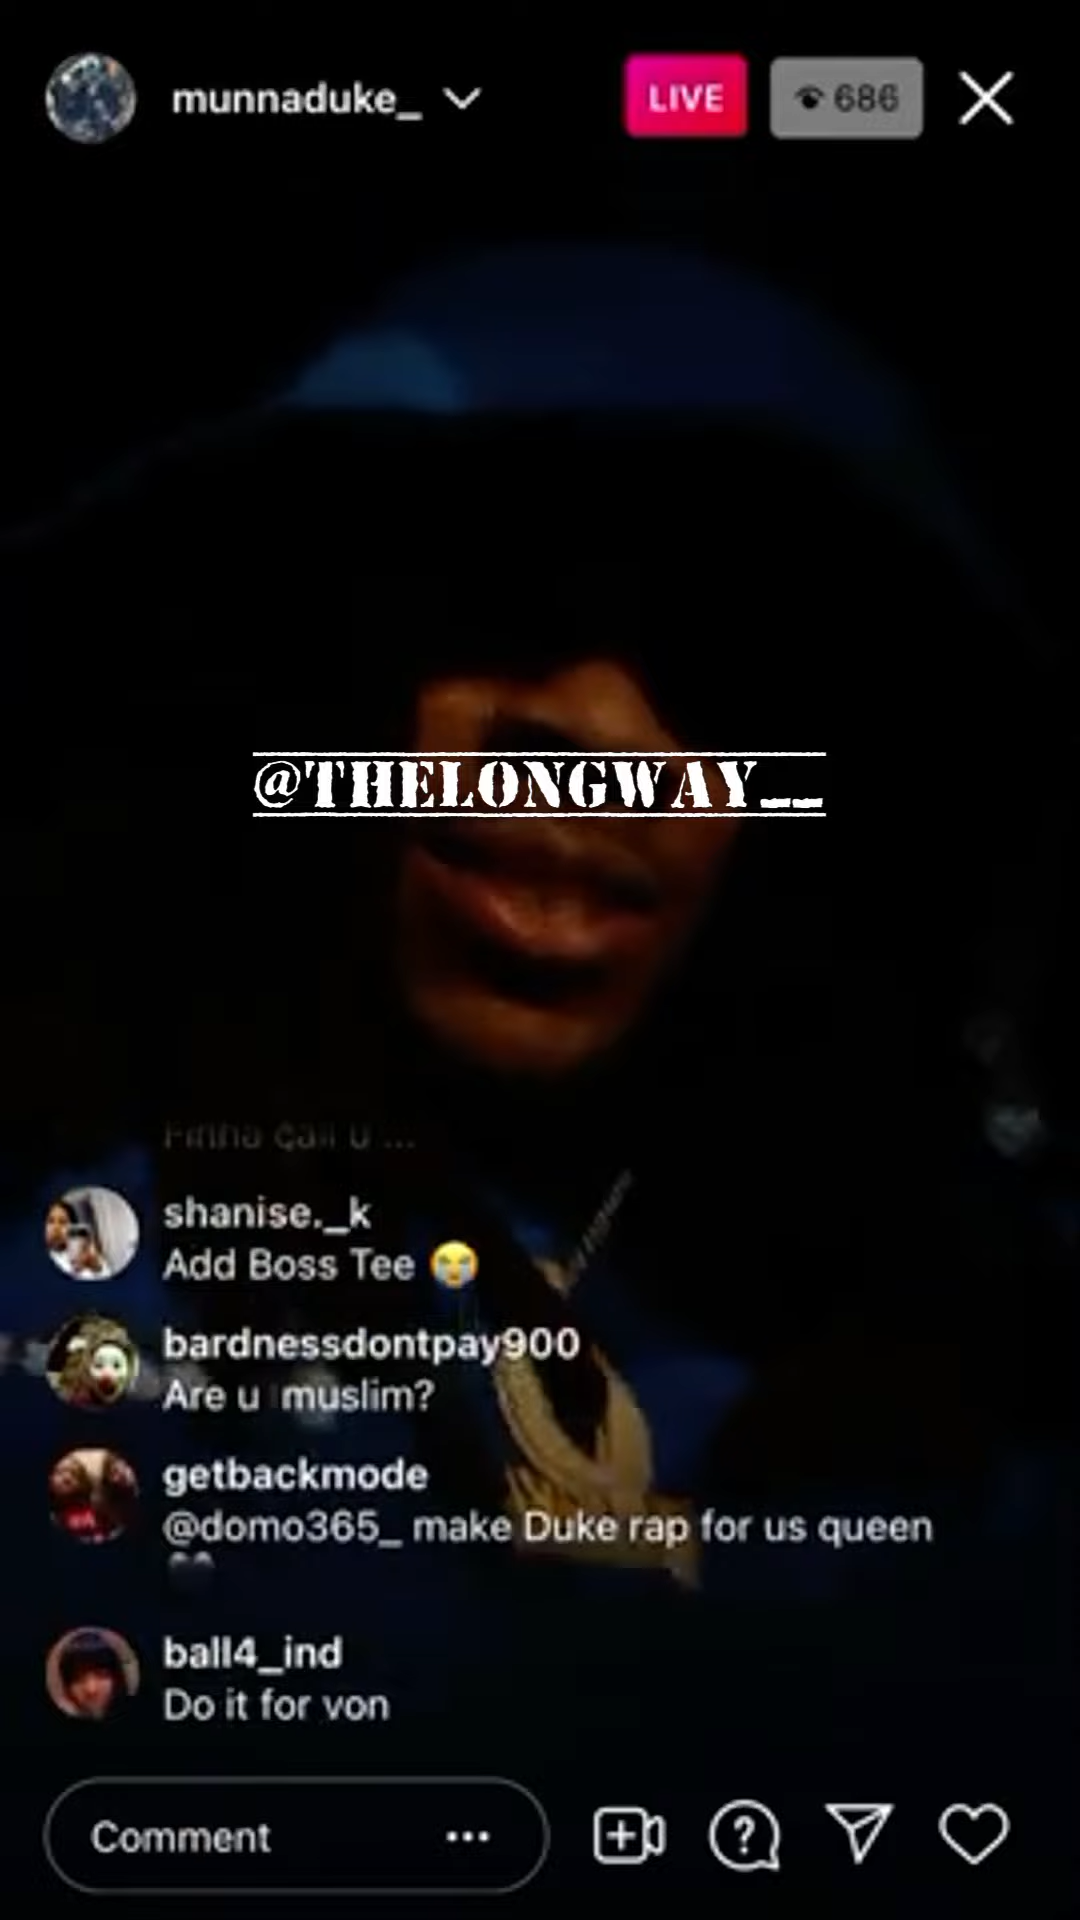 munnaduke_
LIVE
686
@THELONGWAY__
Finna call u ...
shanise._k
Add Boss Tee 😭
bardnessdontpay900
Are u muslim?
getbackmode
@domo365_ make Duke rap for us queen
ball4_ind
Do it for von
Comment